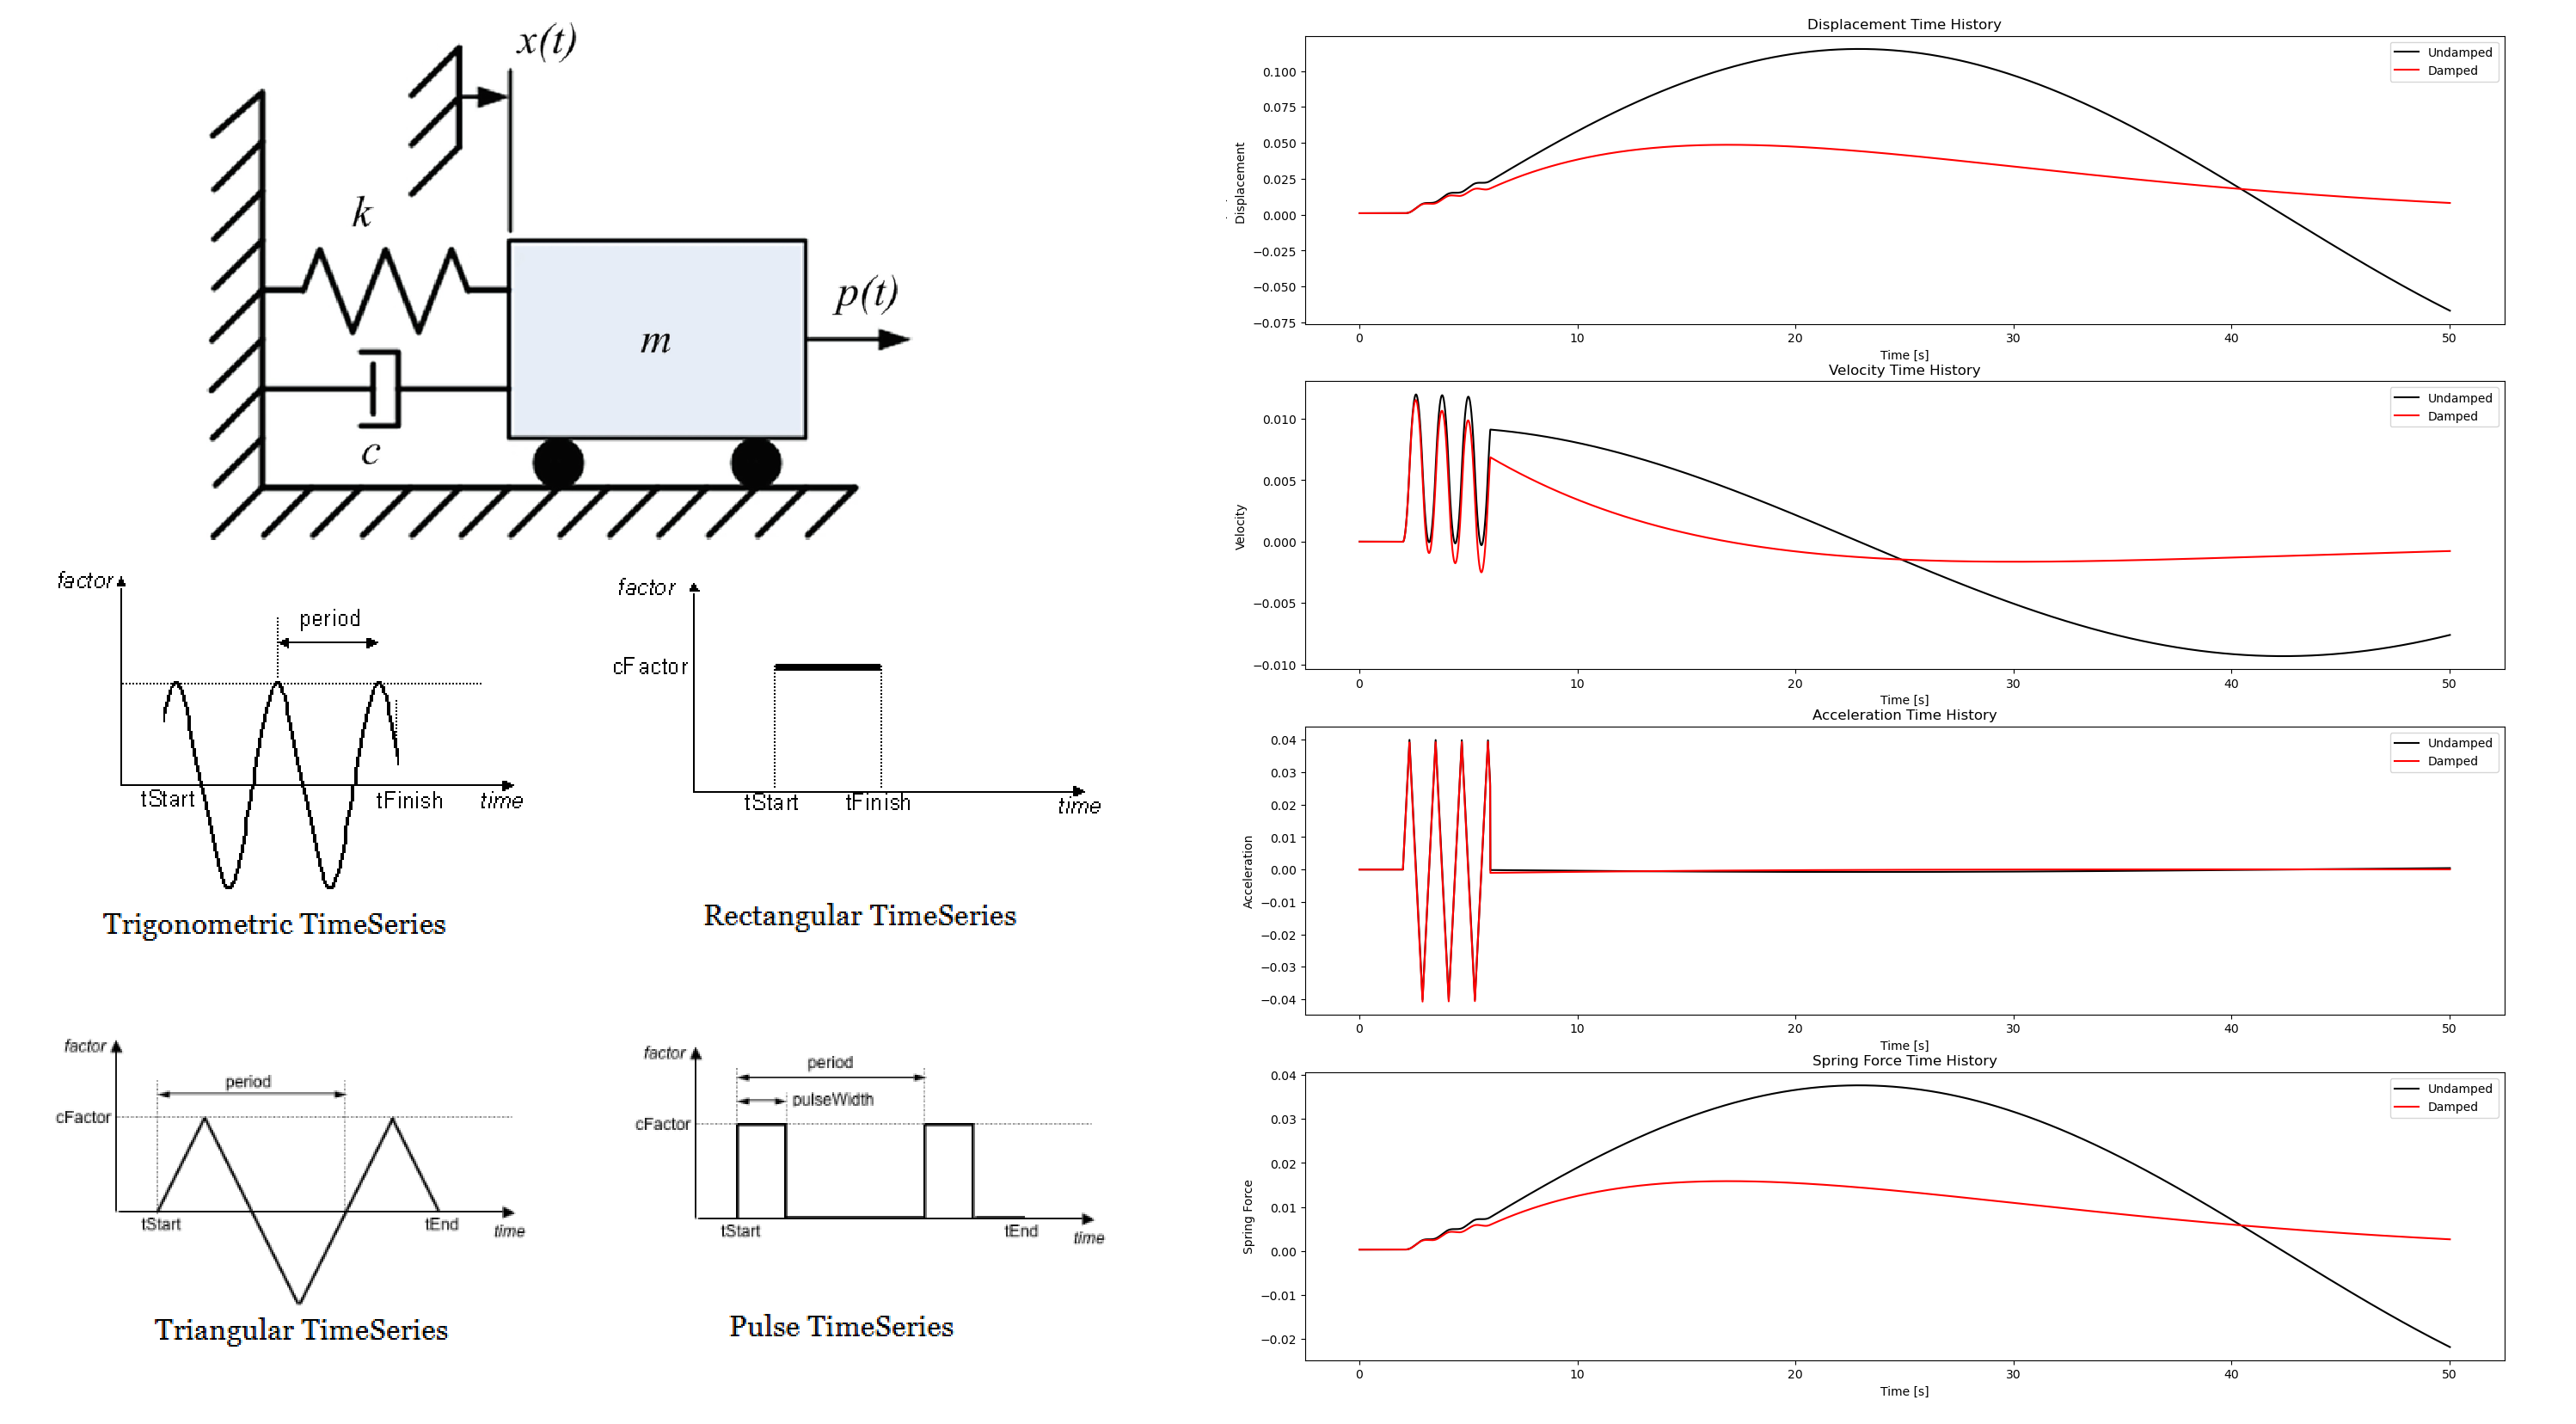 x(t)
k
p(t)
m
c
factor
period
tStart
tFinish
time
Trigonometric TimeSeries
factor
cFactor
tStart
tFinish
time
Rectangular TimeSeries
factor
period
cFactor
tStart
tEnd
time
Triangular TimeSeries
factor
period
pulseWidth
cFactor
tStart
tEnd
time
Pulse TimeSeries
Displacement Time History
Undamped
Damped
Displacement
0.100
0.075
0.050
0.025
0.000
−0.025
−0.050
−0.075
0 10 20 30 40 50
Time [s]
Velocity Time History
Undamped
Damped
Velocity
0.010
0.005
0.000
−0.005
−0.010
0 10 20 30 40 50
Time [s]
Acceleration Time History
Undamped
Damped
Acceleration
0.04
0.03
0.02
0.01
0.00
−0.01
−0.02
−0.03
−0.04
0 10 20 30 40 50
Time [s]
Spring Force Time History
Undamped
Damped
Spring Force
0.04
0.03
0.02
0.01
0.00
−0.01
−0.02
0 10 20 30 40 50
Time [s]